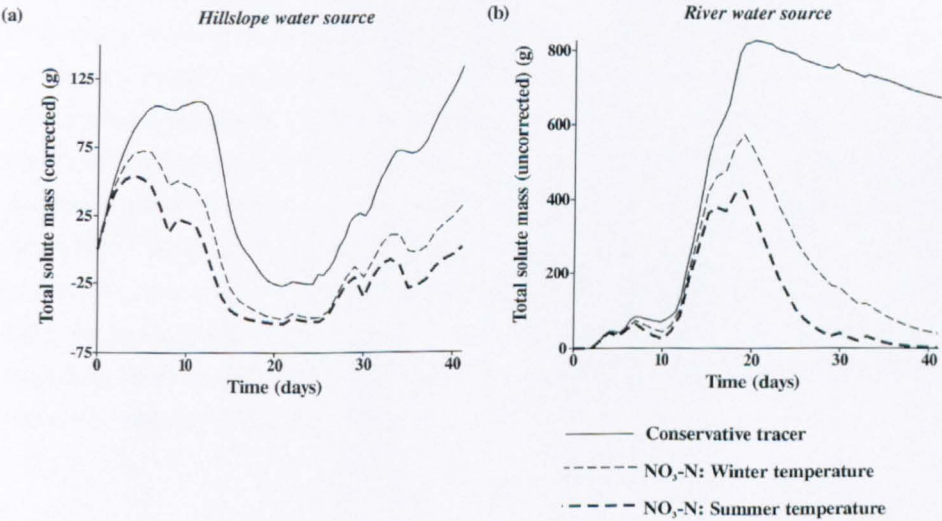 (a)
Hillslope water source
Total solute mass (corrected) (g)
125
75
25
-25
-75
0
10
20
30
40
Time (days)
(b)
River water source
Total solute mass (uncorrected) (g)
800
600
400
200
0
0
10
20
30
40
Time (days)
Conservative tracer
NO₃-N: Winter temperature
NO₃-N: Summer temperature